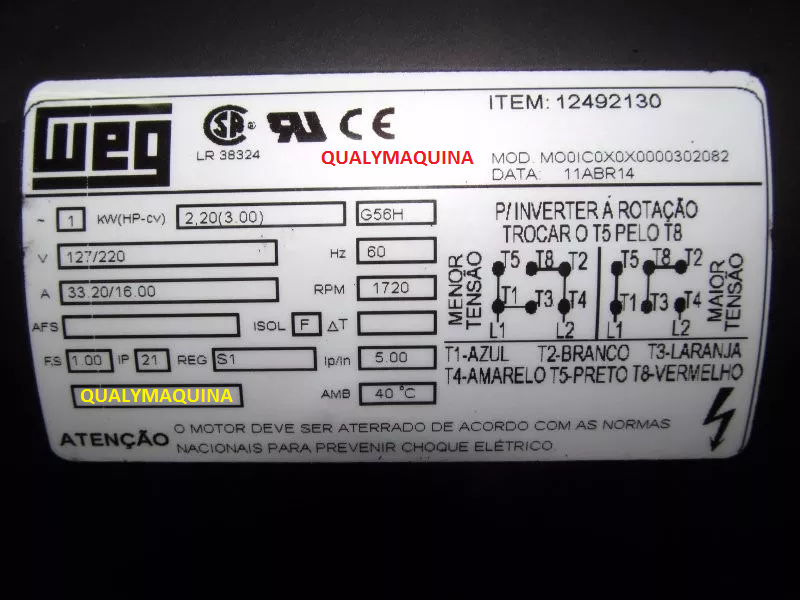 WEG
LR 38324
QUALYMAQUINA
ITEM: 12492130
MOD. MO0IC0X0X0000302082
DATA: 11ABR14
~ 1 KW(HP-cv) 2,20(3.00) G56H
V 127/220 Hz 60
A 33.20/16.00 RPM 1720
AFS ISOL F ΔT
F.S 1.00 IP 21 REG S1 Ip/In 5.00
QUALYMAQUINA AMB 40 °C
P/INVERTER Á ROTAÇÃO
TROCAR O T5 PELO T8
MENOR TENSÃO
T5 T8 T2
T1 T3 T4
L1 L2
T5 T8 T2
T1 T3 T4
L1 L2
MAIOR TENSÃO
T1-AZUL T2-BRANCO T3-LARANJA
T4-AMARELO T5-PRETO T8-VERMELHO
ATENÇÃO O MOTOR DEVE SER ATERRADO DE ACORDO COM AS NORMAS
NACIONAIS PARA PREVENIR CHOQUE ELÉTRICO.